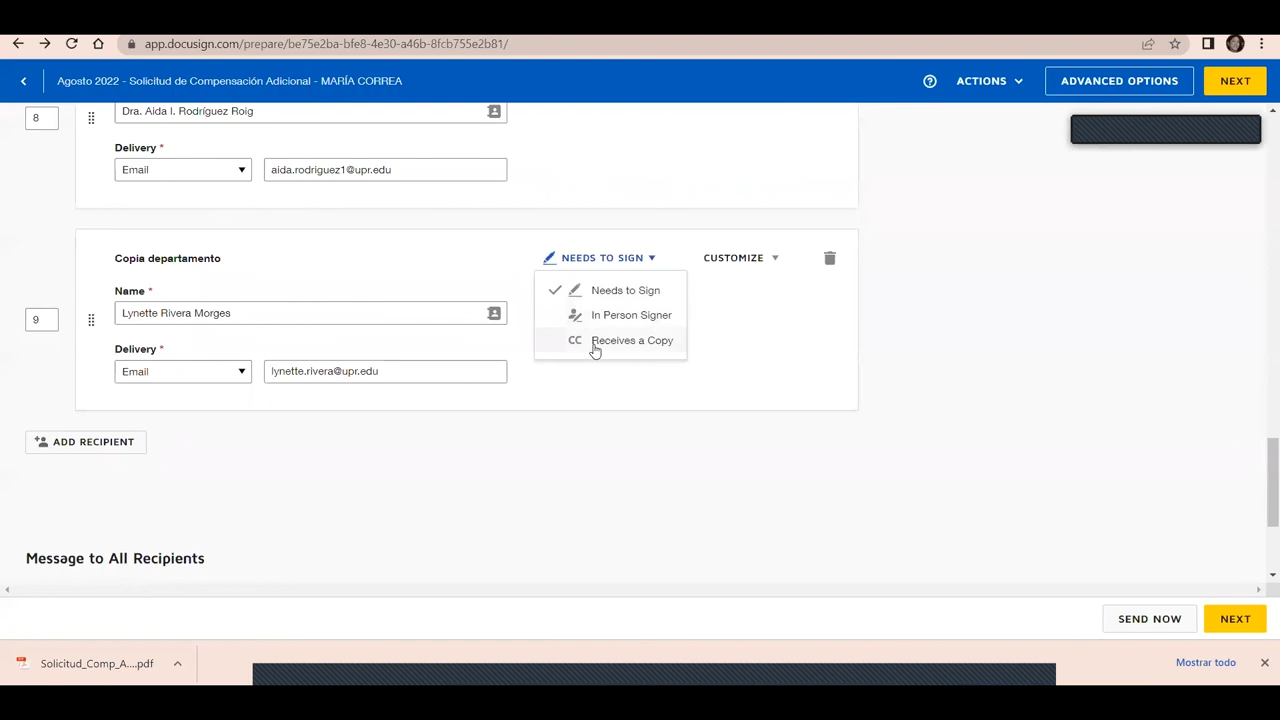 app.docusign.com/prepare/be75e2ba-bfe8-4e30-a46b-8fcb755e2b81/
Agosto 2022 - Solicitud de Compensación Adicional - MARÍA CORREA
ACTIONS
ADVANCED OPTIONS
NEXT
8
Dra. Aida I. Rodríguez Roig
Delivery *
Email
aida.rodriguez1@upr.edu
Copia departamento
NEEDS TO SIGN
CUSTOMIZE
Needs to Sign
Name *
In Person Signer
9
Lynette Rivera Morges
CC Receives a Copy
Delivery *
Email
lynette.rivera@upr.edu
ADD RECIPIENT
Message to All Recipients
SEND NOW
NEXT
Solicitud_Comp_A....pdf
Mostrar todo